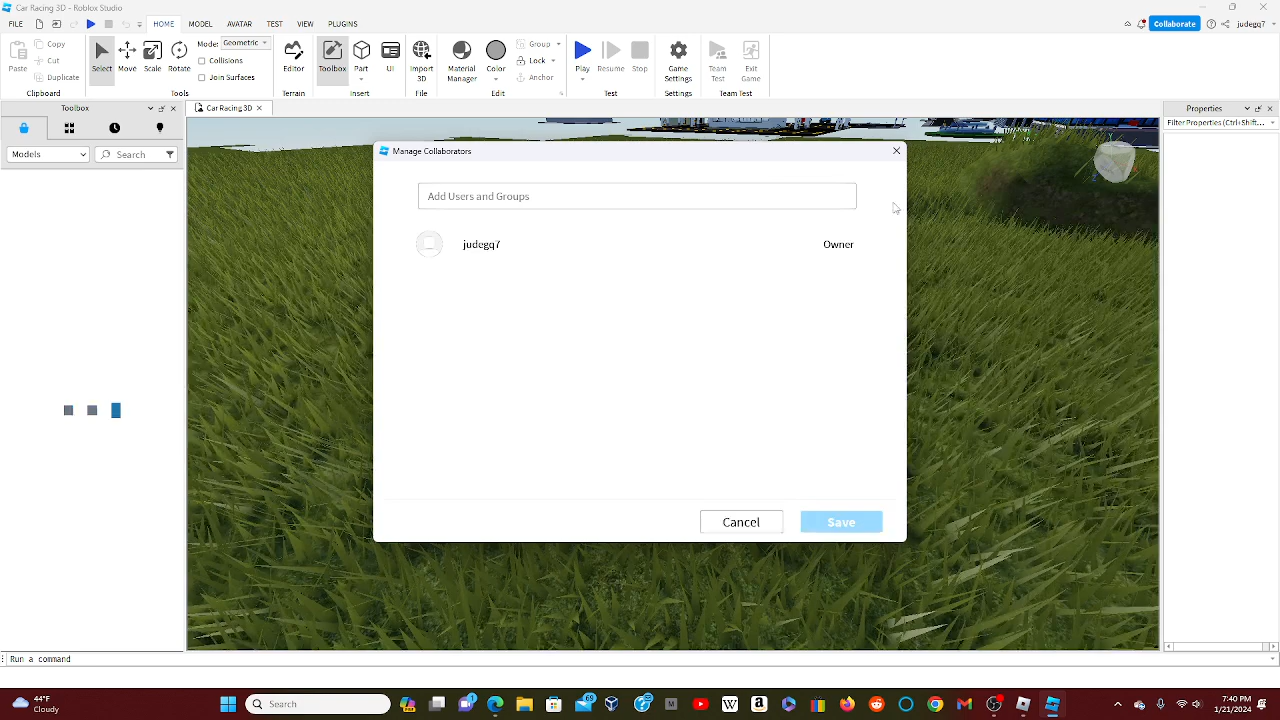 Car Racing 3D - Roblox Studio
FILE HOME MODEL AVATAR TEST VIEW PLUGINS Collaborate judegq7
Paste Copy Cut Duplicate
Clipboard
Select Move Scale Rotate Mode: Geometric Collisions Join Surfaces
Tools
Editor
Terrain
Toolbox Part UI
Insert
Import 3D
File
Material Manager Color Group Lock Anchor
Edit
Play Resume Stop
Test
Game Settings
Settings
Team Test Exit Game
Team Test
Toolbox
Car Racing 3D
Properties
Filter Properties (Ctrl+Shift...
Models Search
Manage Collaborators
Add Users and Groups
judegq7 Owner
Cancel Save
Run a command
44°F
Cloudy
Search
7:40 PM
1/21/2024